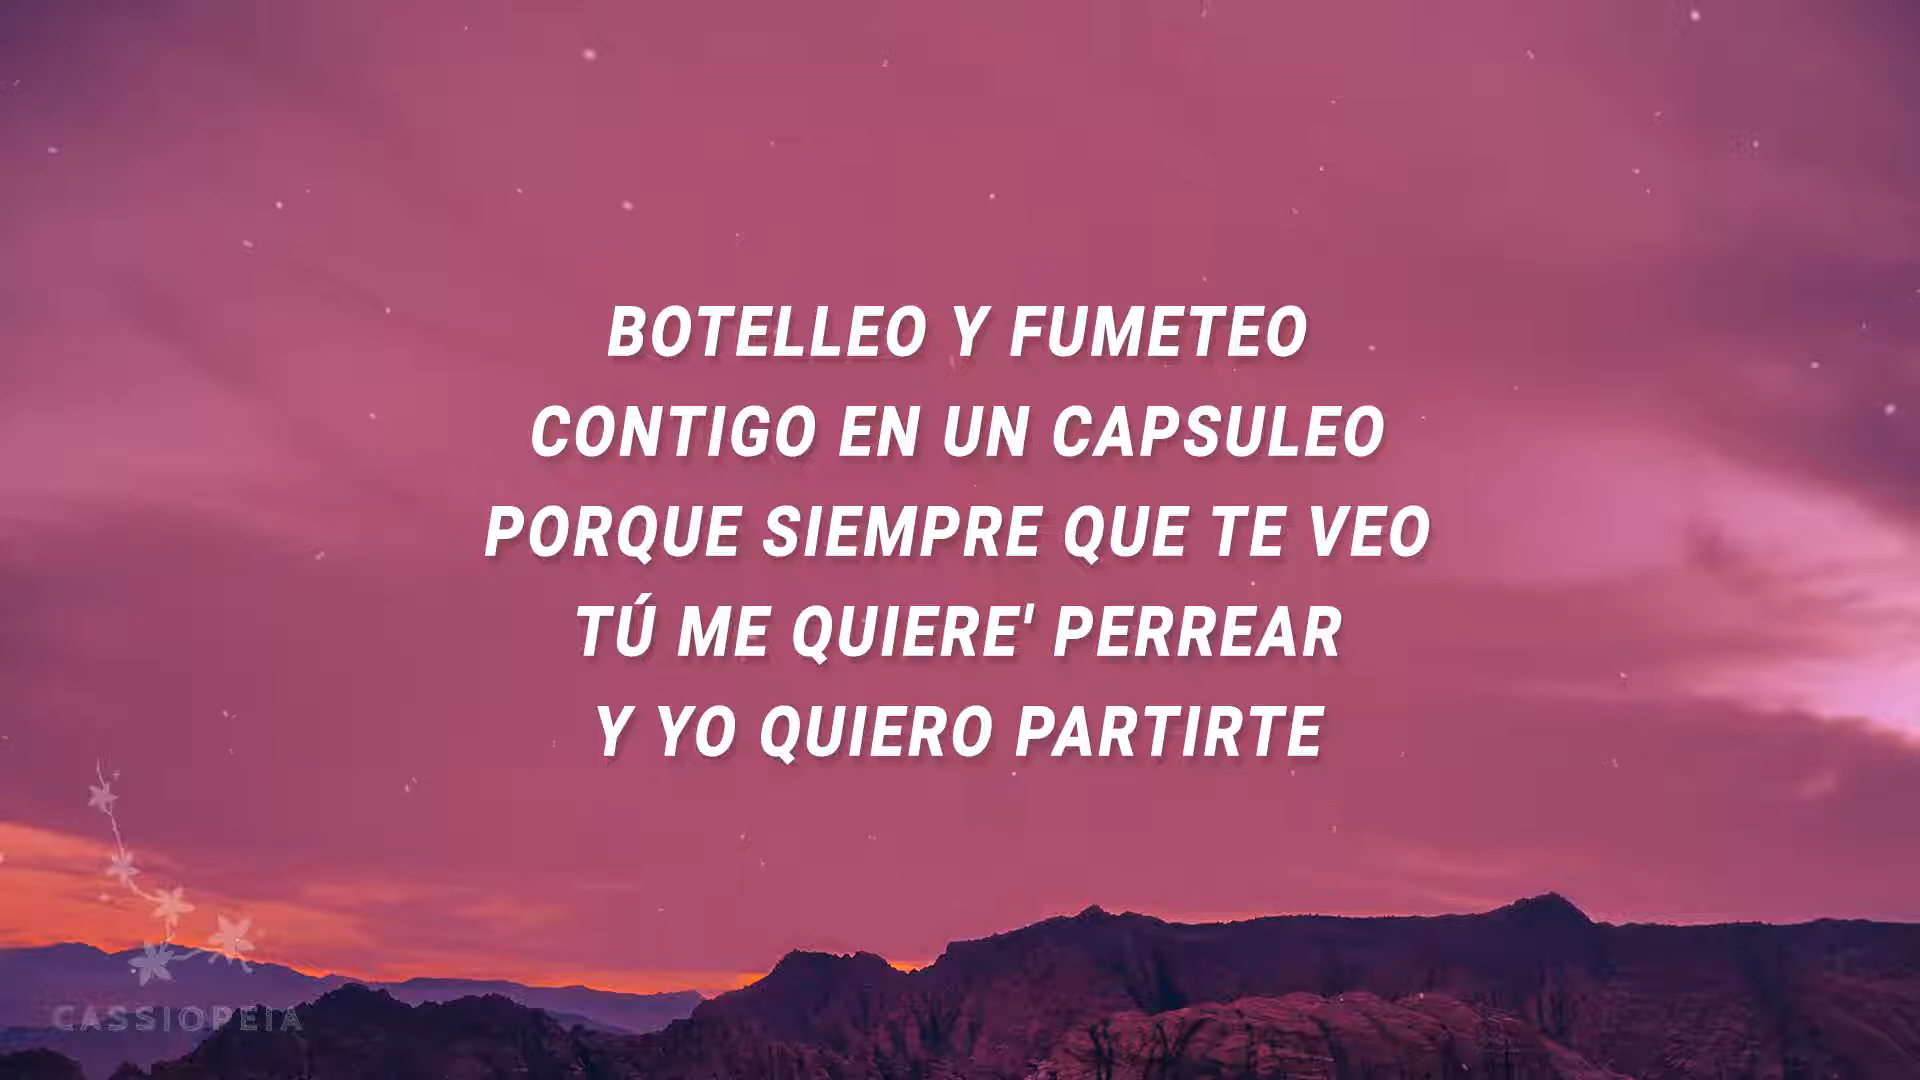 BOTELLEO Y FUMETEO
CONTIGO EN UN CAPSULEO
PORQUE SIEMPRE QUE TE VEO
TÚ ME QUIERE' PERREAR
Y YO QUIERO PARTIRTE
CASSIOPEIA